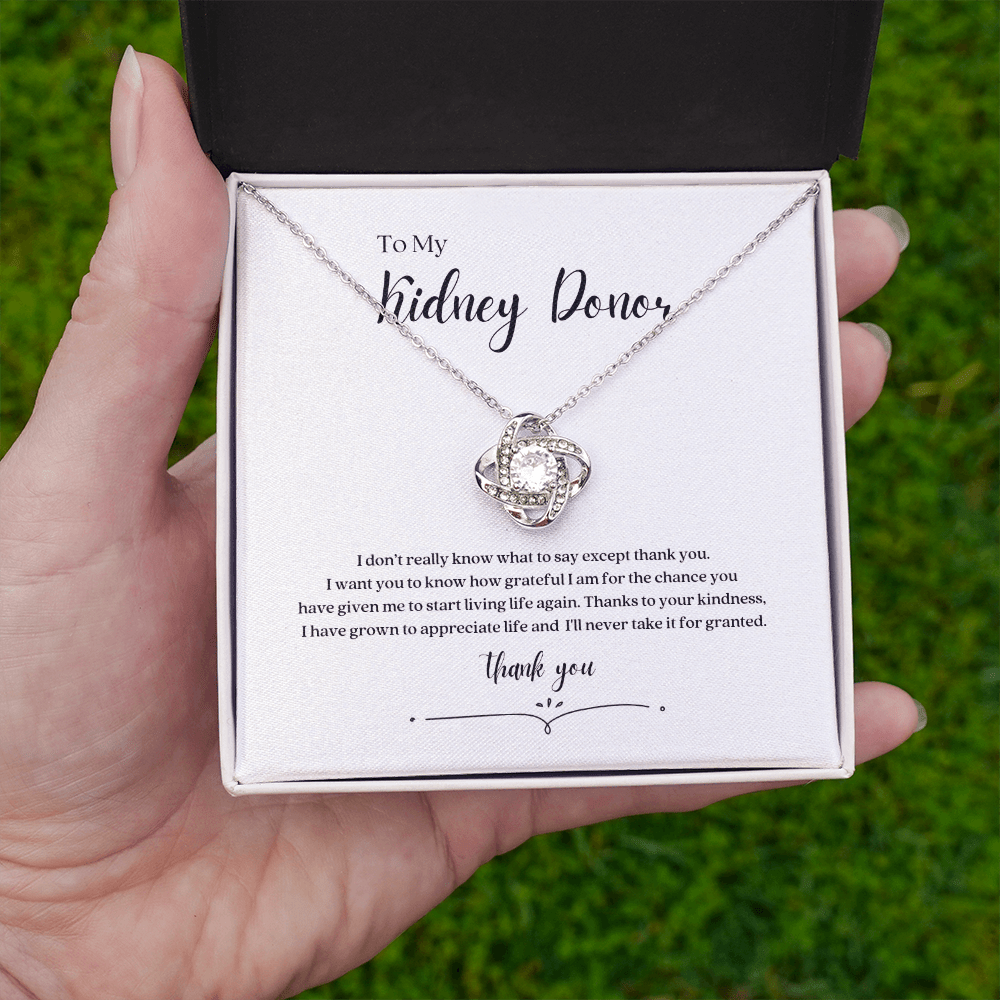 To My
Kidney Donor
I don’t really know what to say except thank you.
I want you to know how grateful I am for the chance you
have given me to start living life again. Thanks to your kindness,
I have grown to appreciate life and I'll never take it for granted.
thank you